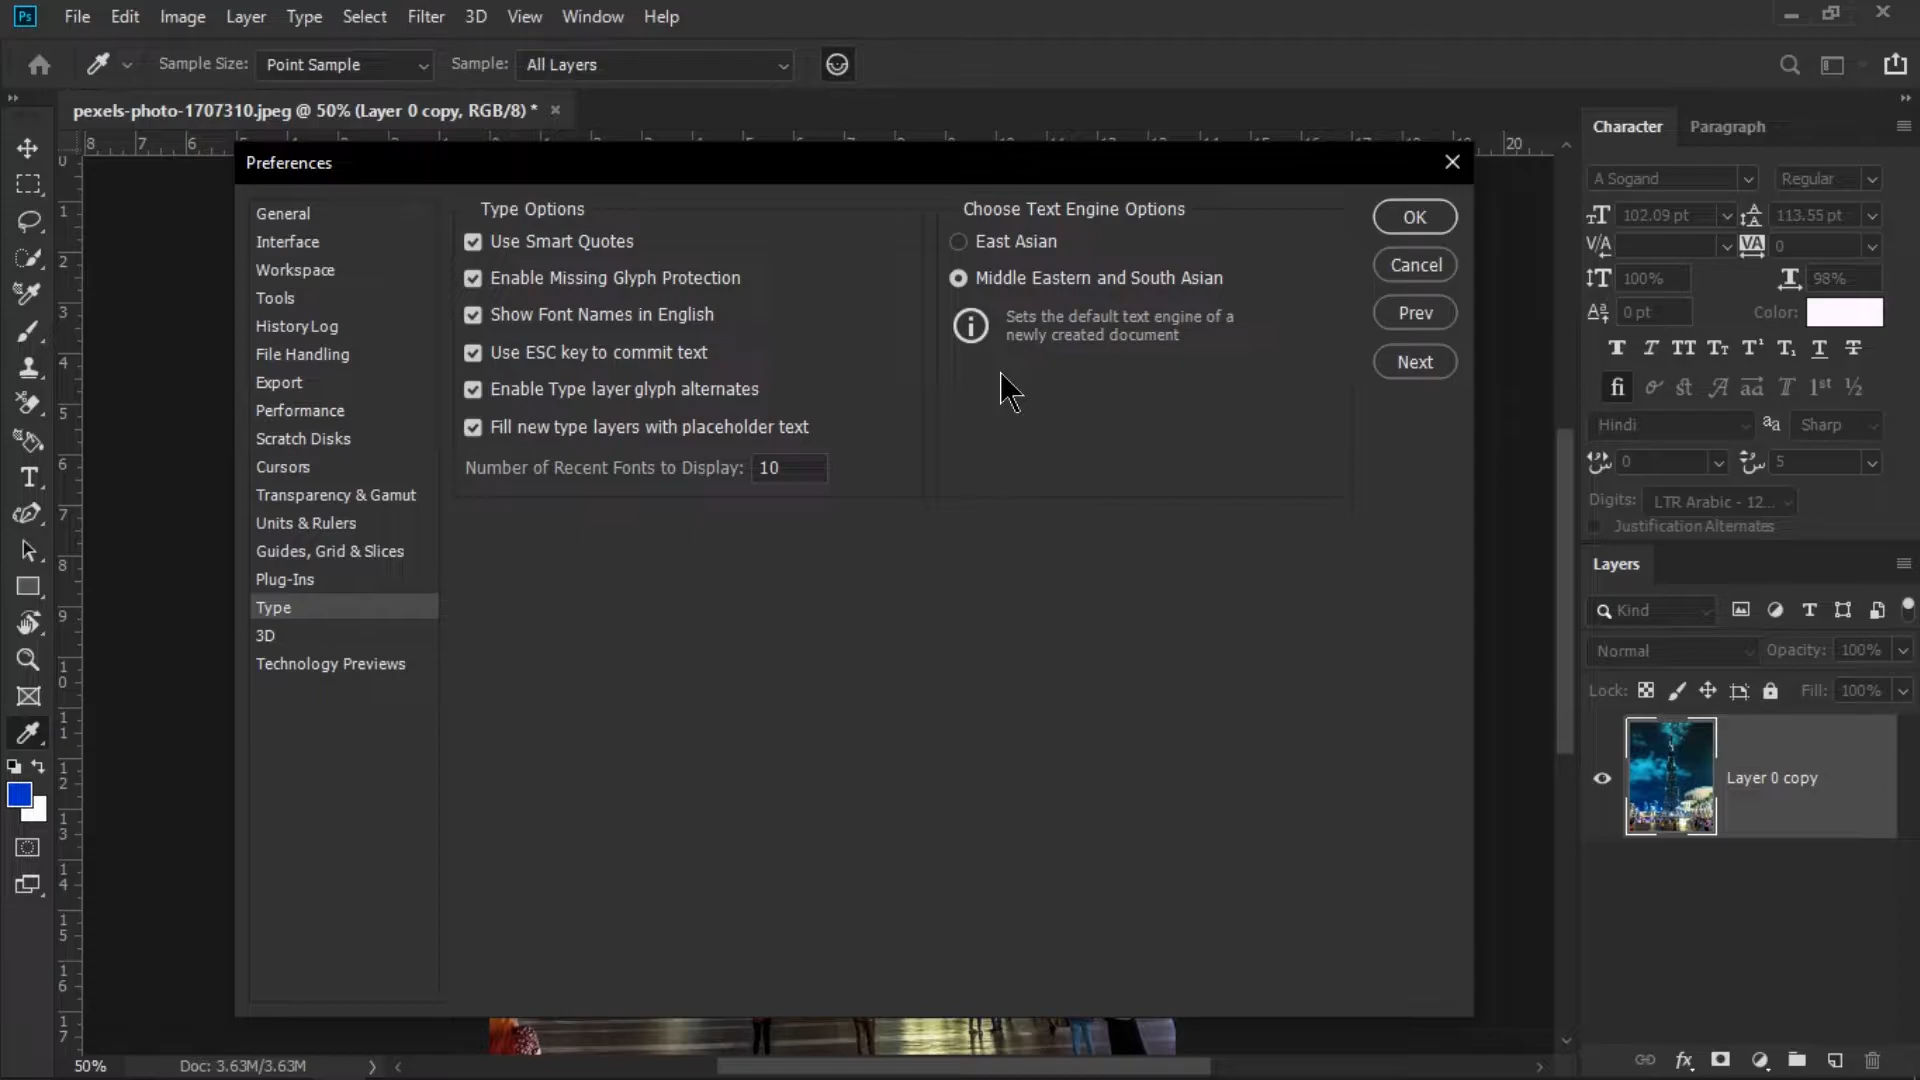 Ps File Edit Image Layer Type Select Filter 3D View Window Help
Sample Size: Point Sample Sample: All Layers
pexels-photo-1707310.jpeg @ 50% (Layer 0 copy, RGB/8) *
Preferences
General
Interface
Workspace
Tools
History Log
File Handling
Export
Performance
Scratch Disks
Cursors
Transparency & Gamut
Units & Rulers
Guides, Grid & Slices
Plug-Ins
Type
3D
Technology Previews
Type Options
Use Smart Quotes
Enable Missing Glyph Protection
Show Font Names in English
Use ESC key to commit text
Enable Type layer glyph alternates
Fill new type layers with placeholder text
Number of Recent Fonts to Display: 10
Choose Text Engine Options
East Asian
Middle Eastern and South Asian
Sets the default text engine of a
newly created document
OK
Cancel
Prev
Next
Character Paragraph
A Sogand Regular
102.09 pt 113.55 pt
0
100% 98%
0 pt Color:
Hindi aa Sharp
0 5
Digits: LTR Arabic - 12...
Justification Alternates
Layers
Kind
Normal Opacity: 100%
Lock: Fill: 100%
Layer 0 copy
50% Doc: 3.63M/3.63M